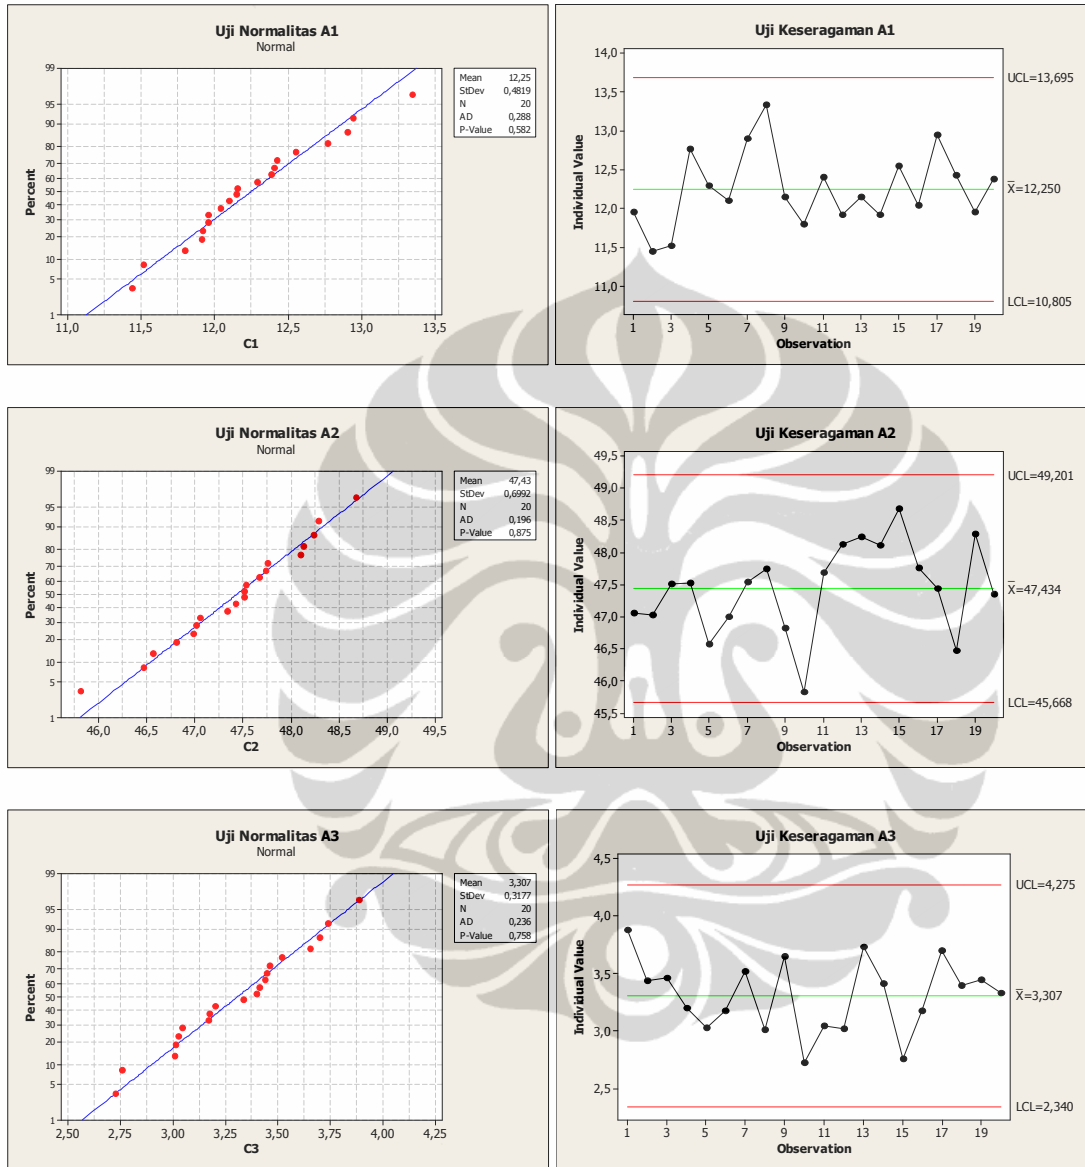 Uji Normalitas A1
Normal
99
95
90
80
70
60
50
40
30
20
10
5
1
Percent
11,0 11,5 12,0 12,5 13,0 13,5
C1
Mean 12,25
StDev 0,4819
N 20
AD 0,288
P-Value 0,582
Uji Keseragaman A1
14,0
13,5
13,0
12,5
12,0
11,5
11,0
Individual Value
1 3 5 7 9 11 13 15 17 19
Observation
UCL=13,695
X̅=12,250
LCL=10,805
Uji Normalitas A2
Normal
99
95
90
80
70
60
50
40
30
20
10
5
1
Percent
46,0 46,5 47,0 47,5 48,0 48,5 49,0 49,5
C2
Mean 47,43
StDev 0,6992
N 20
AD 0,196
P-Value 0,875
Uji Keseragaman A2
49,5
49,0
48,5
48,0
47,5
47,0
46,5
46,0
45,5
Individual Value
1 3 5 7 9 11 13 15 17 19
Observation
UCL=49,201
X̅=47,434
LCL=45,668
Uji Normalitas A3
Normal
99
95
90
80
70
60
50
40
30
20
10
5
1
Percent
2,50 2,75 3,00 3,25 3,50 3,75 4,00 4,25
C3
Mean 3,307
StDev 0,3177
N 20
AD 0,236
P-Value 0,758
Uji Keseragaman A3
4,5
4,0
3,5
3,0
2,5
Individual Value
1 3 5 7 9 11 13 15 17 19
Observation
UCL=4,275
X̅=3,307
LCL=2,340